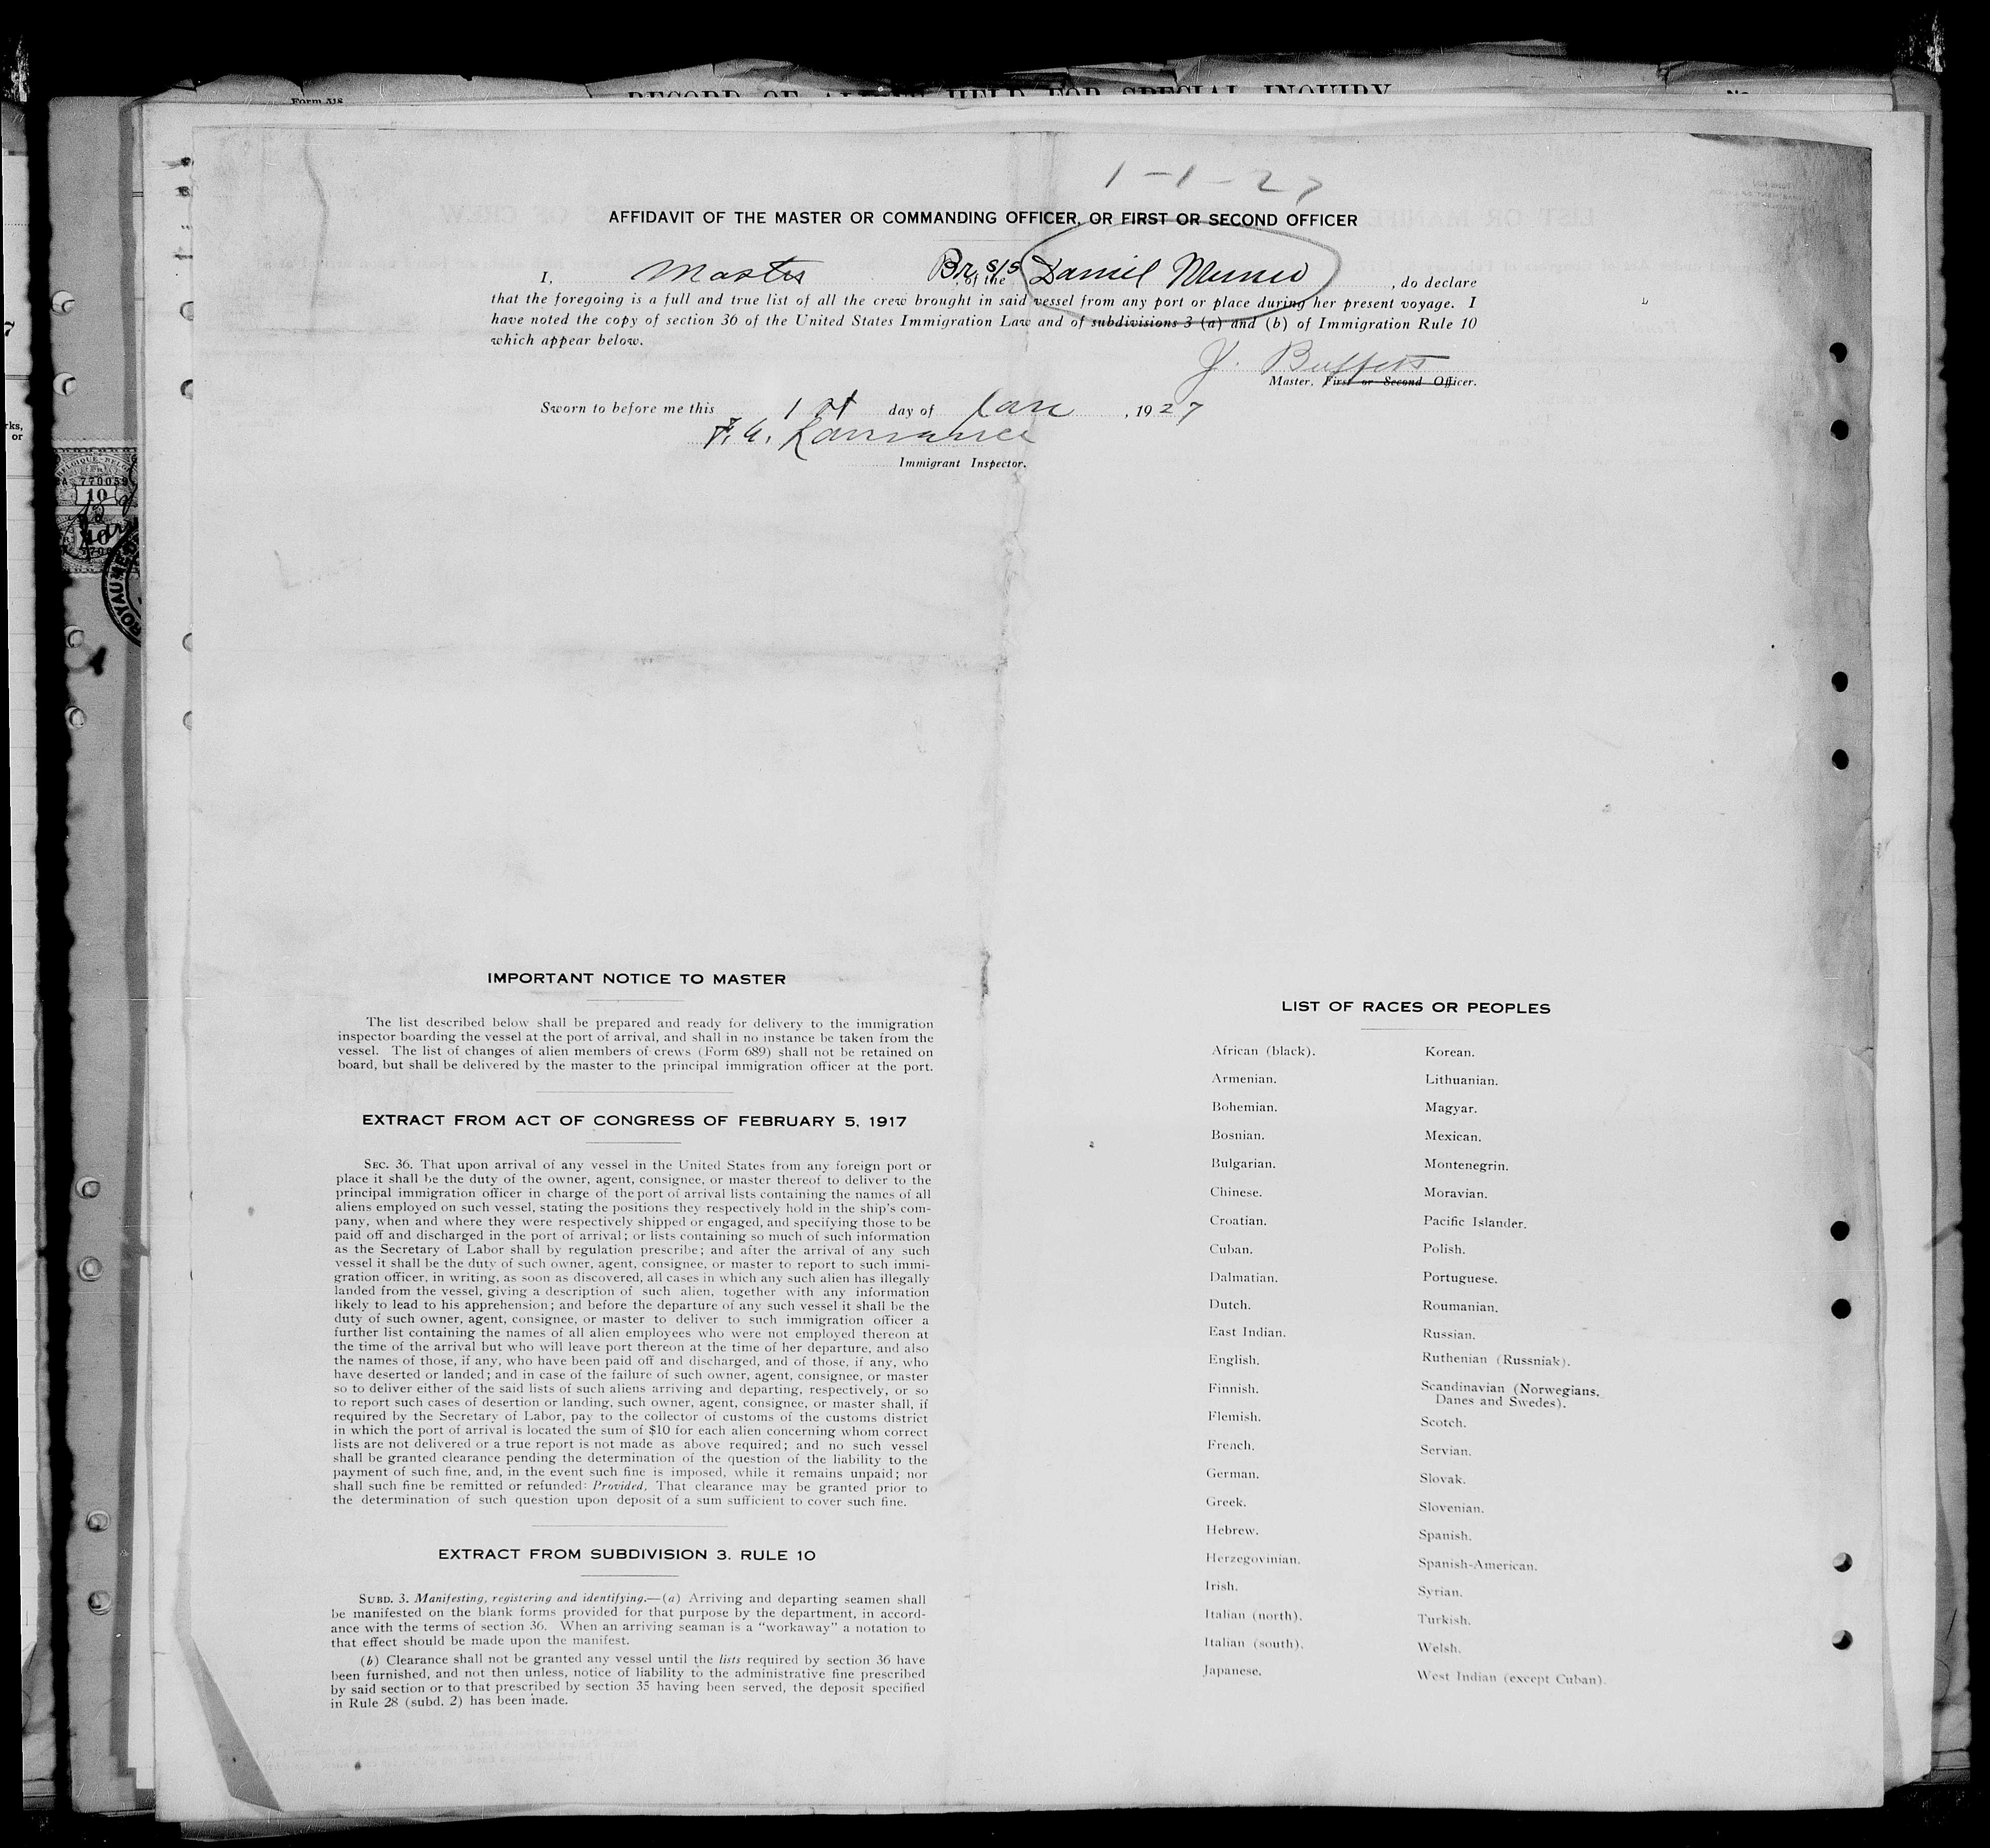 Form 518
RECORD OF ALIENS HELD FOR SPECIAL INQUIRY
No.
1-1-27
AFFIDAVIT OF THE MASTER OR COMMANDING OFFICER, OR FIRST OR SECOND OFFICER
I, Master Br. S/S, of the Daniel Munro, do declare
that the foregoing is a full and true list of all the crew brought in said vessel from any port or place during her present voyage. I
have noted the copy of section 36 of the United States Immigration Law and of subdivisions 3 (a) and (b) of Immigration Rule 10
which appear below.
J.
Master, First or Second Officer.
Sworn to before me this 1st day of Jan, 1927
F. A.
Immigrant Inspector.
7
rks,
or
BELGIQUE-BELG
770059
10
10
ROYAUME
IMPORTANT NOTICE TO MASTER
The list described below shall be prepared and ready for delivery to the immigration
inspector boarding the vessel at the port of arrival, and shall in no instance be taken from the
vessel. The list of changes of alien members of crews (Form 689) shall not be retained on
board, but shall be delivered by the master to the principal immigration officer at the port.
EXTRACT FROM ACT OF CONGRESS OF FEBRUARY 5, 1917
SEC. 36. That upon arrival of any vessel in the United States from any foreign port or
place it shall be the duty of the owner, agent, consignee, or master thereof to deliver to the
principal immigration officer in charge of the port of arrival lists containing the names of all
aliens employed on such vessel, stating the positions they respectively hold in the ship's com-
pany, when and where they were respectively shipped or engaged, and specifying those to be
paid off and discharged in the port of arrival; or lists containing so much of such information
as the Secretary of Labor shall by regulation prescribe; and after the arrival of any such
vessel it shall be the duty of such owner, agent, consignee, or master to report to such immi-
gration officer, in writing, as soon as discovered, all cases in which any such alien has illegally
landed from the vessel, giving a description of such alien, together with any information
likely to lead to his apprehension; and before the departure of any such vessel it shall be the
duty of such owner, agent, consignee, or master to deliver to such immigration officer a
further list containing the names of all alien employees who were not employed thereon at
the time of the arrival but who will leave port thereon at the time of her departure, and also
the names of those, if any, who have been paid off and discharged, and of those, if any, who
have deserted or landed; and in case of the failure of such owner, agent, consignee, or master
so to deliver either of the said lists of such aliens arriving and departing, respectively, or so
to report such cases of desertion or landing, such owner, agent, consignee, or master shall, if
required by the Secretary of Labor, pay to the collector of customs of the customs district
in which the port of arrival is located the sum of $10 for each alien concerning whom correct
lists are not delivered or a true report is not made as above required; and no such vessel
shall be granted clearance pending the determination of the question of the liability to the
payment of such fine, and, in the event such fine is imposed, while it remains unpaid; nor
shall such fine be remitted or refunded: Provided, That clearance may be granted prior to
the determination of such question upon deposit of a sum sufficient to cover such fine.
EXTRACT FROM SUBDIVISION 3. RULE 10
SUBD. 3. Manifesting, registering and identifying.—(a) Arriving and departing seamen shall
be manifested on the blank forms provided for that purpose by the department, in accord-
ance with the terms of section 36. When an arriving seaman is a "workaway" a notation to
that effect should be made upon the manifest.
(b) Clearance shall not be granted any vessel until the lists required by section 36 have
been furnished, and not then unless, notice of liability to the administrative fine prescribed
by said section or to that prescribed by section 35 having been served, the deposit specified
in Rule 28 (subd. 2) has been made.
LIST OF RACES OR PEOPLES
African (black).
Armenian.
Bohemian.
Bosnian.
Bulgarian.
Chinese.
Croatian.
Cuban.
Dalmatian.
Dutch.
East Indian.
English.
Finnish.
Flemish.
French.
German.
Greek.
Hebrew.
Herzegovinian.
Irish.
Italian (north).
Italian (south).
Japanese.
Korean.
Lithuanian.
Magyar.
Mexican.
Montenegrin.
Moravian.
Pacific Islander.
Polish.
Portuguese.
Roumanian.
Russian.
Ruthenian (Russniak).
Scandinavian (Norwegians,
Danes and Swedes).
Scotch.
Servian.
Slovak.
Slovenian.
Spanish.
Spanish-American.
Syrian.
Turkish.
Welsh.
West Indian (except Cuban).